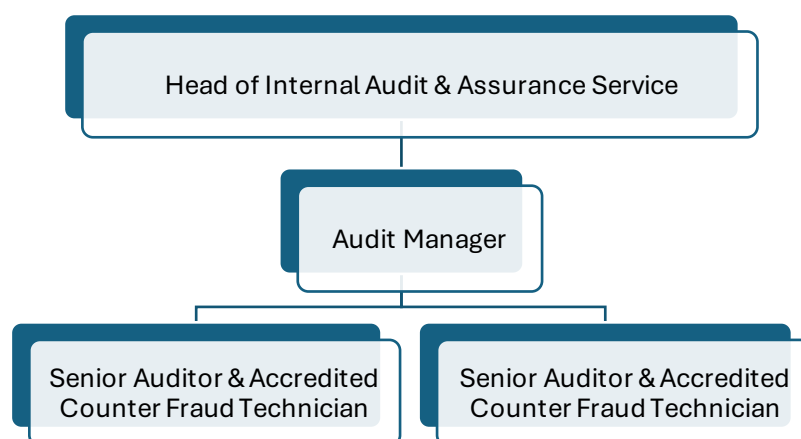 Head of Internal Audit & Assurance Service
Audit Manager
Senior Auditor & Accredited
Counter Fraud Technician
Senior Auditor & Accredited
Counter Fraud Technician